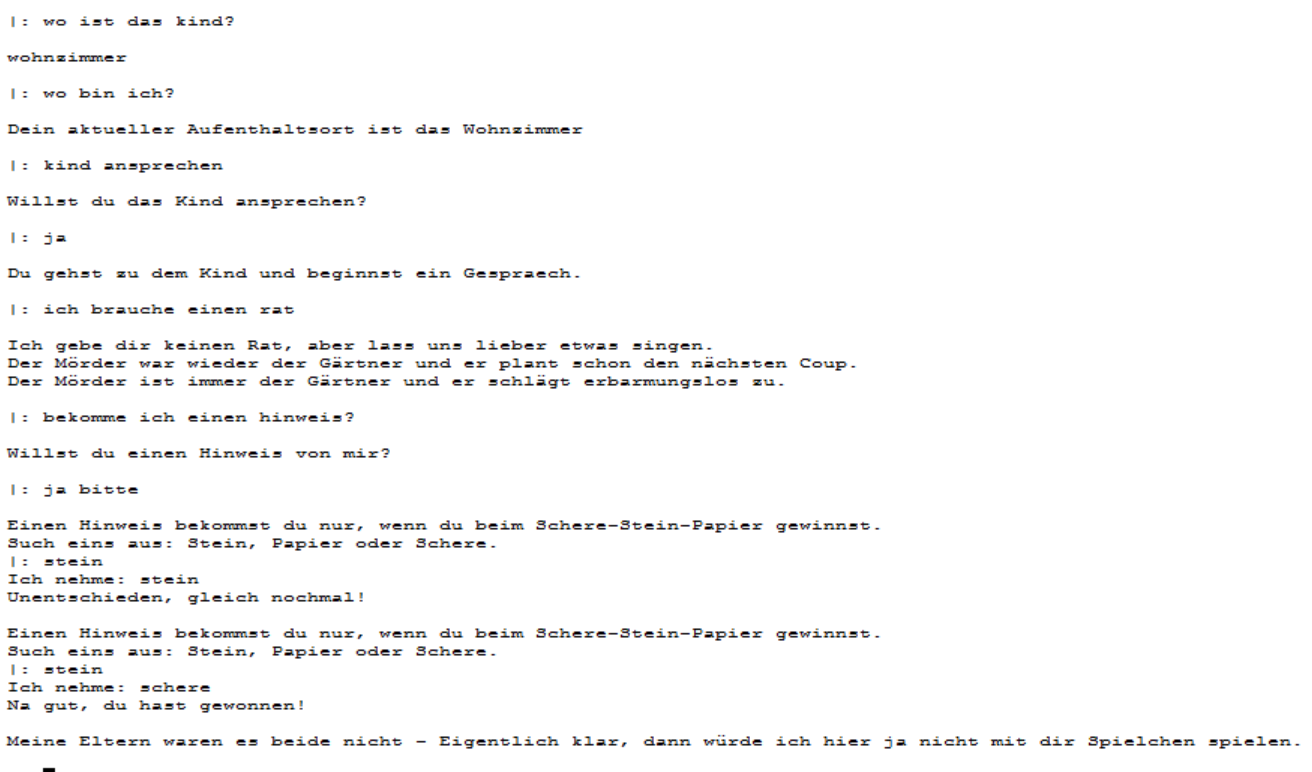 |: wo ist das kind?
wohnzimmer
|: wo bin ich?
Dein aktueller Aufenthaltsort ist das Wohnzimmer
|: kind ansprechen
Willst du das Kind ansprechen?
|: ja
Du gehst zu dem Kind und beginnst ein Gespraech.
|: ich brauche einen rat
Ich gebe dir keinen Rat, aber lass uns lieber etwas singen.
Der Mörder war wieder der Gärtner und er plant schon den nächsten Coup.
Der Mörder ist immer der Gärtner und er schlägt erbarmungslos zu.
|: bekomme ich einen hinweis?
Willst du einen Hinweis von mir?
|: ja bitte
Einen Hinweis bekommst du nur, wenn du beim Schere-Stein-Papier gewinnst.
Such eins aus: Stein, Papier oder Schere.
|: stein
Ich nehme: stein
Unentschieden, gleich nochmal!
Einen Hinweis bekommst du nur, wenn du beim Schere-Stein-Papier gewinnst.
Such eins aus: Stein, Papier oder Schere.
|: stein
Ich nehme: schere
Na gut, du hast gewonnen!
Meine Eltern waren es beide nicht - Eigentlich klar, dann würde ich hier ja nicht mit dir Spielchen spielen.